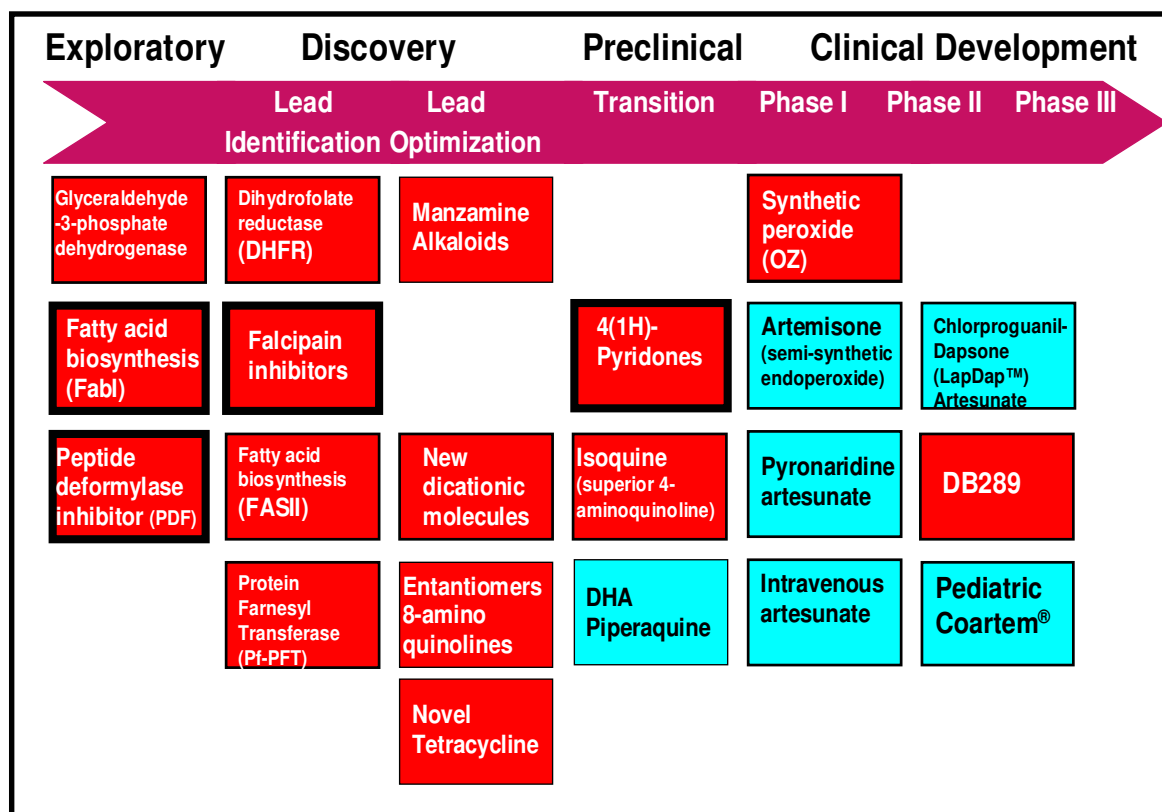 Exploratory
Discovery
Preclinical
Clinical Development
Lead
Identification
Lead
Optimization
Transition
Phase I
Phase II
Phase III
Glyceraldehyde
-3-phosphate
dehydrogenase
Dihydrofolate
reductase
(DHFR)
Manzamine
Alkaloids
Synthetic
peroxide
(OZ)
Fatty acid
biosynthesis
(FabI)
Falcipain
inhibitors
4(1H)-
Pyridones
Artemisone
(semi-synthetic
endoperoxide)
Chlorproguanil-
Dapsone
(LapDap™)
Artesunate
Peptide
deformylase
inhibitor (PDF)
Fatty acid
biosynthesis
(FASII)
New
dicationic
molecules
Isoquine
(superior 4-
aminoquinoline)
Pyronaridine
artesunate
DB289
Protein
Farnesyl
Transferase
(Pf-PFT)
Entantiomers
8-amino
quinolines
DHA
Piperaquine
Intravenous
artesunate
Pediatric
Coartem®
Novel
Tetracycline